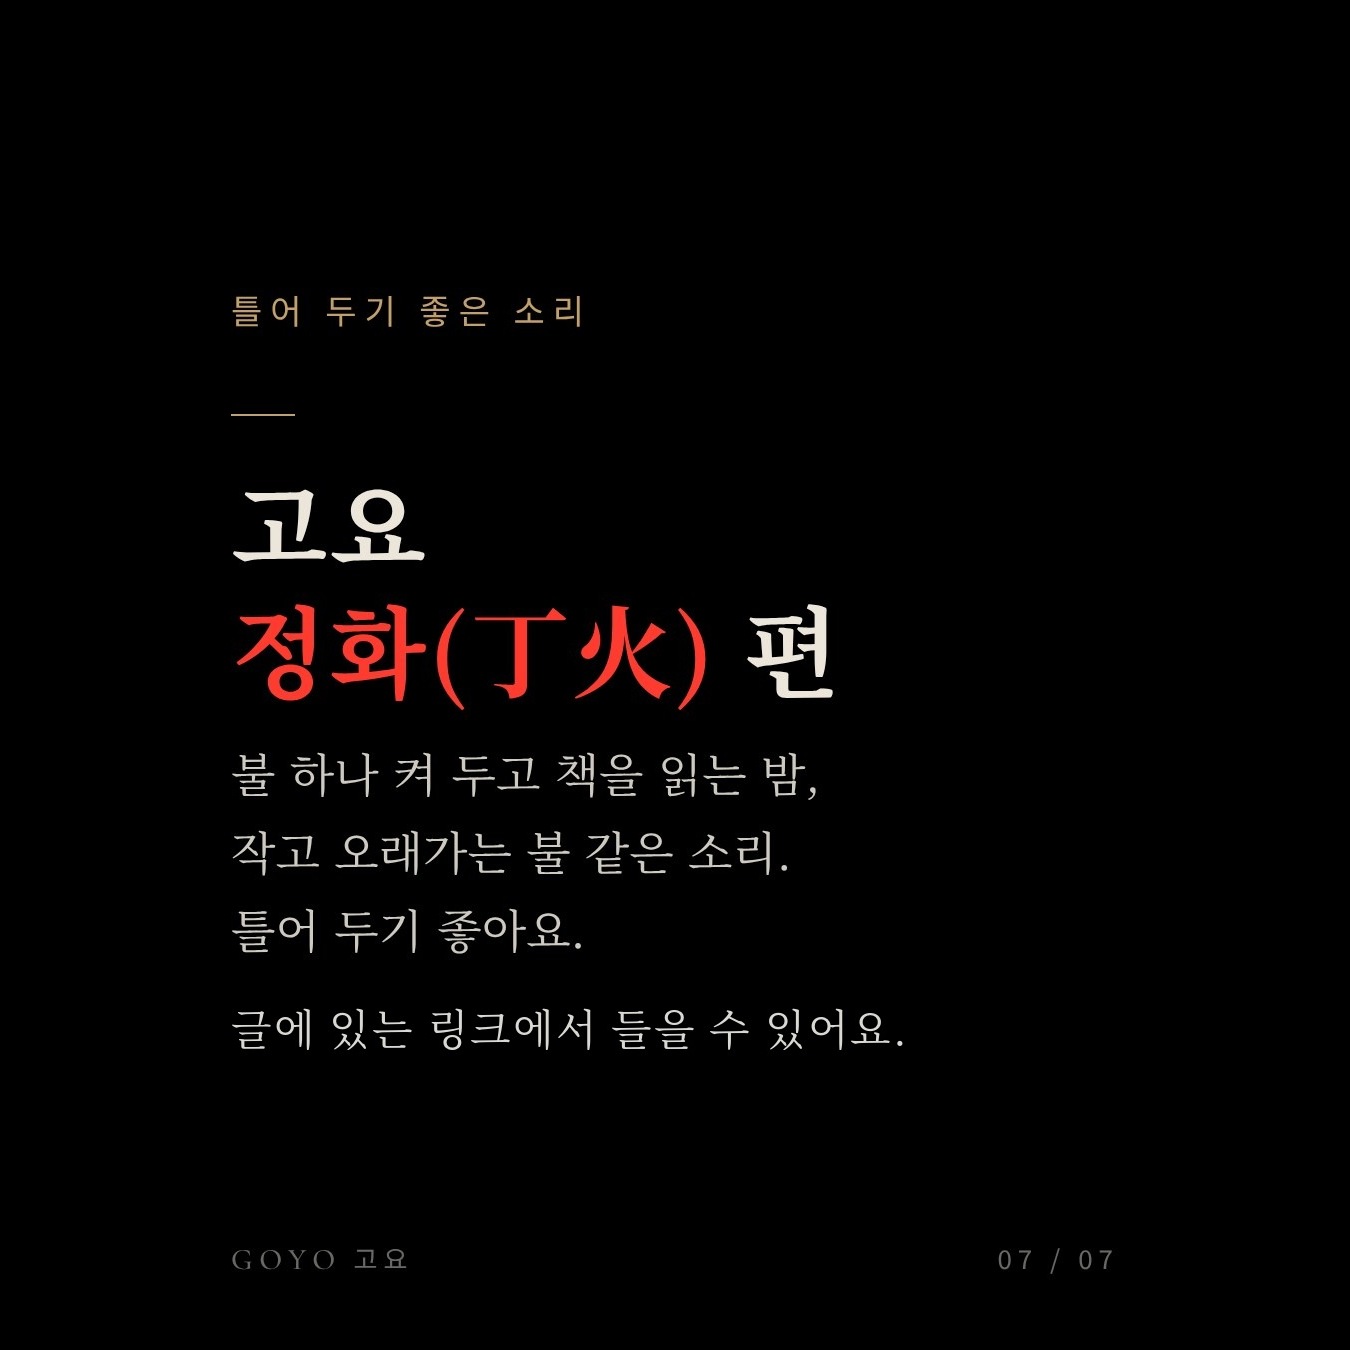 틀어 두기 좋은 소리
고요
정화(丁火) 편
불 하나 켜 두고 책을 읽는 밤,
작고 오래가는 불 같은 소리.
틀어 두기 좋아요.
글에 있는 링크에서 들을 수 있어요.
GOYO 고요
07 / 07